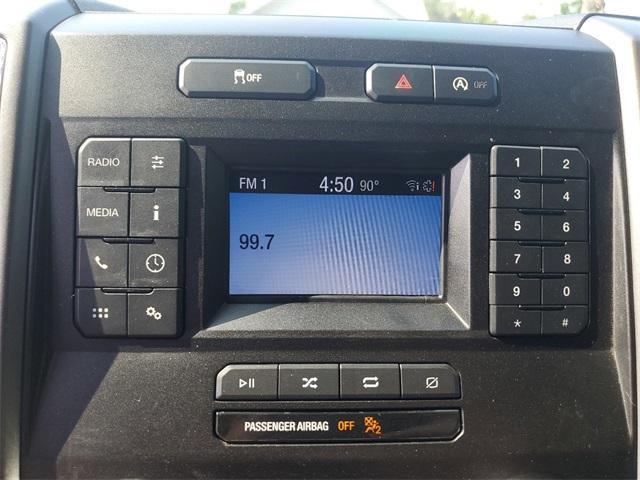 OFF
A OFF
RADIO
MEDIA
i
FM 1 4:50 90°
99.7
1 2
3 4
5 6
7 8
9 0
* #
PASSENGER AIRBAG OFF 2